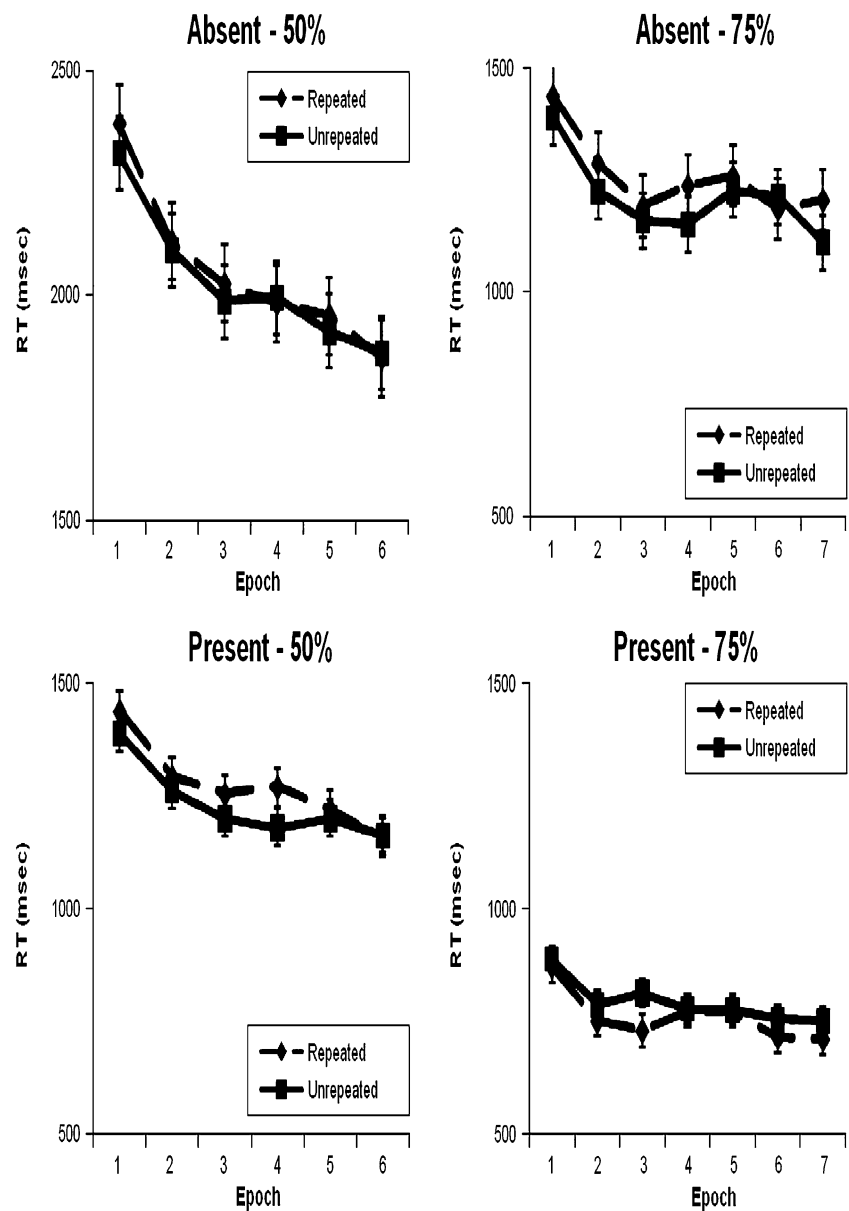 Absent - 50%
2500
2000
1500
RT (msec)
Repeated
Unrepeated
1 2 3 4 5 6
Epoch
Absent - 75%
1500
1000
500
RT (msec)
Repeated
Unrepeated
1 2 3 4 5 6 7
Epoch
Present - 50%
1500
1000
500
RT (msec)
Repeated
Unrepeated
1 2 3 4 5 6
Epoch
Present - 75%
1500
1000
500
RT (msec)
Repeated
Unrepeated
1 2 3 4 5 6 7
Epoch